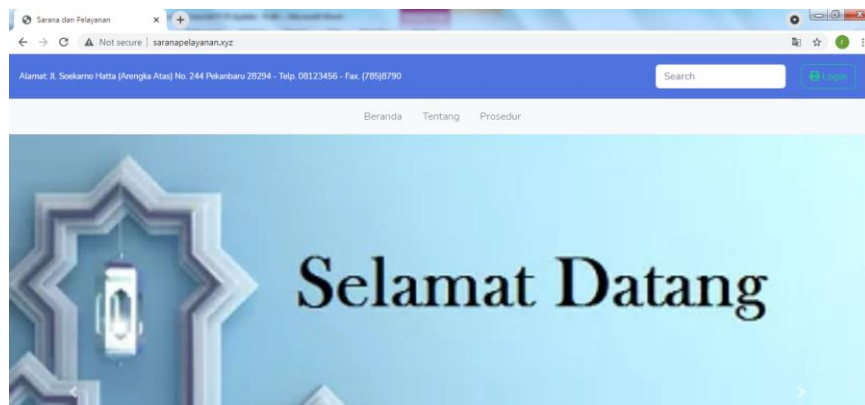 Sarana dan Pelayanan
Not secure | saranapelayanan.xyz
Alamat: Jl. Soekarno Hatta (Arengka Atas) No. 244 Pekanbaru 28294 - Telp. 08123456 - Fax. (785)8790
Search
Login
Beranda Tentang Prosedur
Selamat Datang